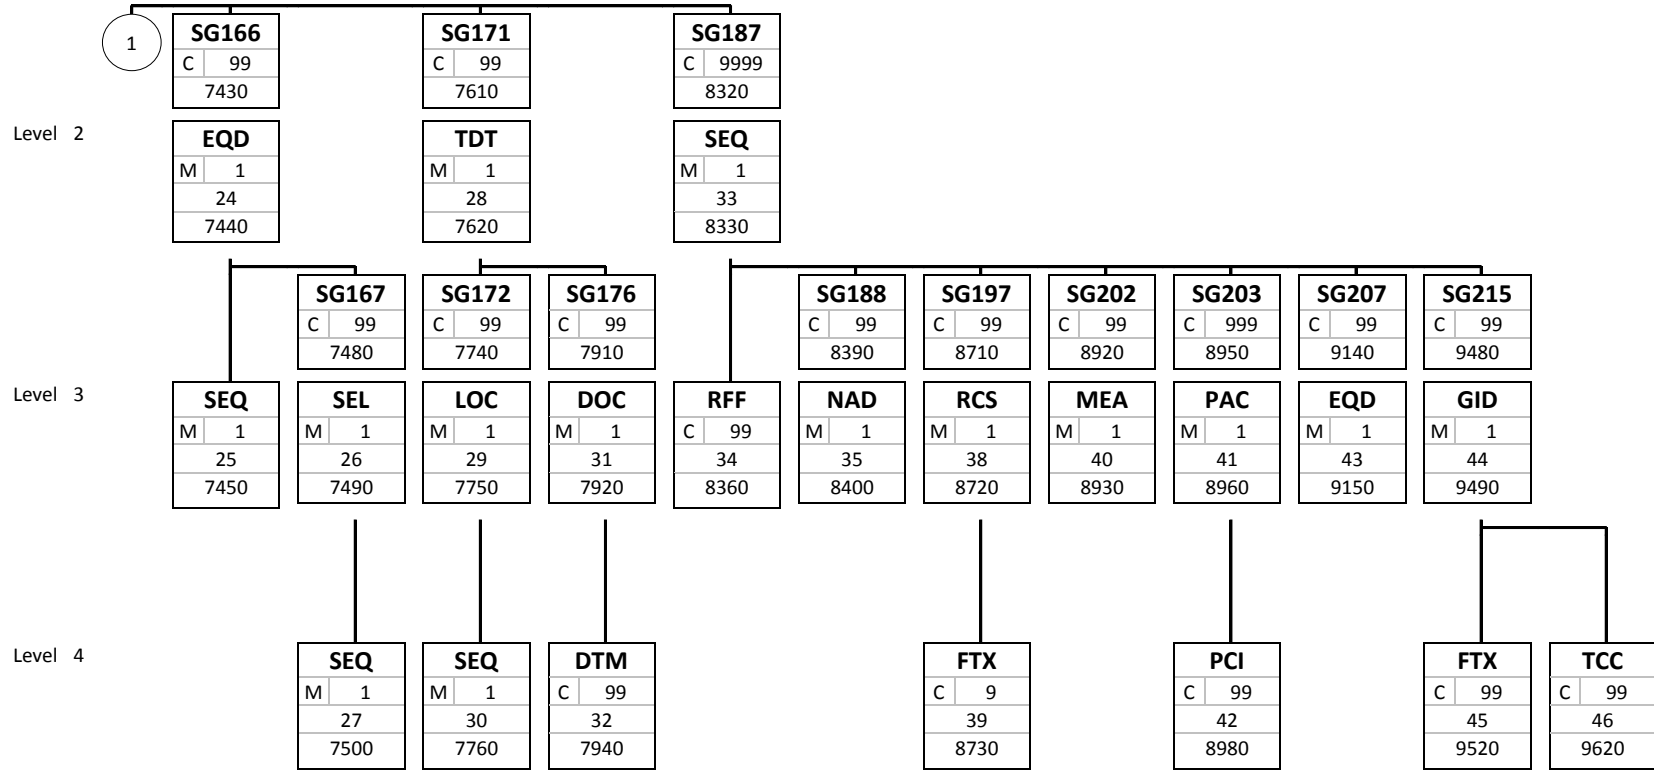 1
SG166 SG171 SG187
C 99 C 99 C 9999
7430 7610 8320
Level 2 EQD TDT SEQ
M 1 M 1 M 1
24 28 33
7440 7620 8330
SG167 SG172 SG176 SG188 SG197 SG202 SG203 SG207 SG215
C 99 C 99 C 99 C 99 C 99 C 99 C 999 C 99 C 99
7480 7740 7910 8390 8710 8920 8950 9140 9480
Level 3 SEQ SEL LOC DOC RFF NAD RCS MEA PAC EQD GID
M 1 M 1 M 1 M 1 C 99 M 1 M 1 M 1 M 1 M 1 M 1
25 26 29 31 34 35 38 40 41 43 44
7450 7490 7750 7920 8360 8400 8720 8930 8960 9150 9490
Level 4 SEQ SEQ DTM FTX PCI FTX TCC
M 1 M 1 C 99 C 9 C 99 C 99 C 99
27 30 32 39 42 45 46
7500 7760 7940 8730 8980 9520 9620